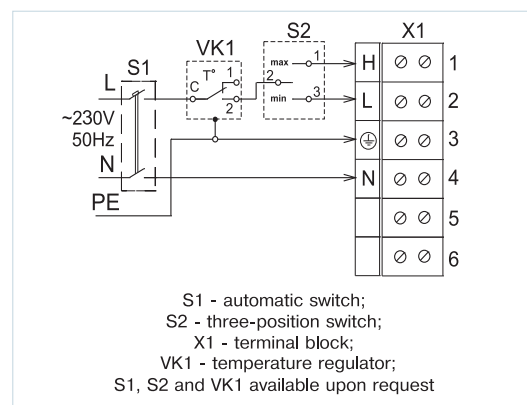 S1
VK1
S2
X1
L
~230V
50Hz
N
PE
C
T°
1
2
2
max
1
min
3
H
1
L
2
3
N
4
5
6
S1 - automatic switch;
S2 - three-position switch;
X1 - terminal block;
VK1 - temperature regulator;
S1, S2 and VK1 available upon request